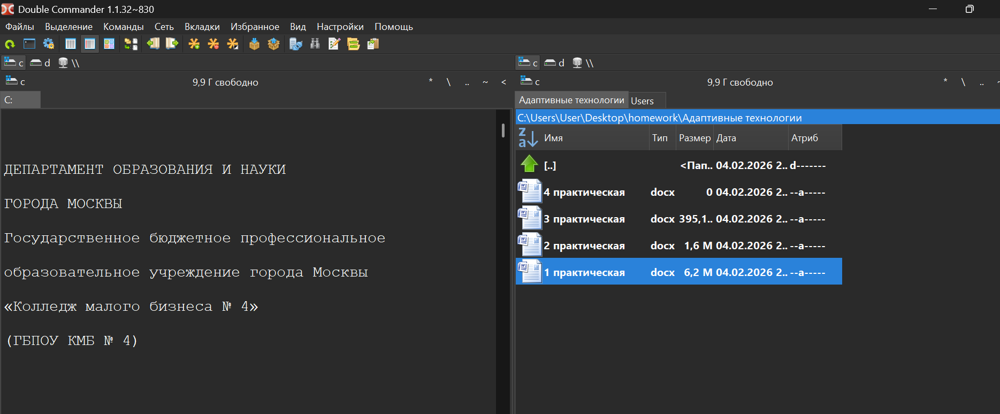 Double Commander 1.1.32~830
Файлы Выделение Команды Сеть Вкладки Избранное Вид Настройки Помощь
c d \\
c 9,9 Г свободно * \ .. ~ <
C:
ДЕПАРТАМЕНТ ОБРАЗОВАНИЯ И НАУКИ
ГОРОДА МОСКВЫ
Государственное бюджетное профессиональное
образовательное учреждение города Москвы
«Колледж малого бизнеса № 4»
(ГБПОУ КМБ № 4)
c d \\
c 9,9 Г свободно * \ .. ~
Адаптивные технологии Users
C:\Users\User\Desktop\homework\Адаптивные технологии
Имя Тип Размер Дата Атриб
[..] <Пап.. 04.02.2026 2.. d-------
4 практическая docx 0 04.02.2026 2.. --a-----
3 практическая docx 395,1.. 04.02.2026 2.. --a-----
2 практическая docx 1,6 M 04.02.2026 2.. --a-----
1 практическая docx 6,2 M 04.02.2026 2.. --a-----